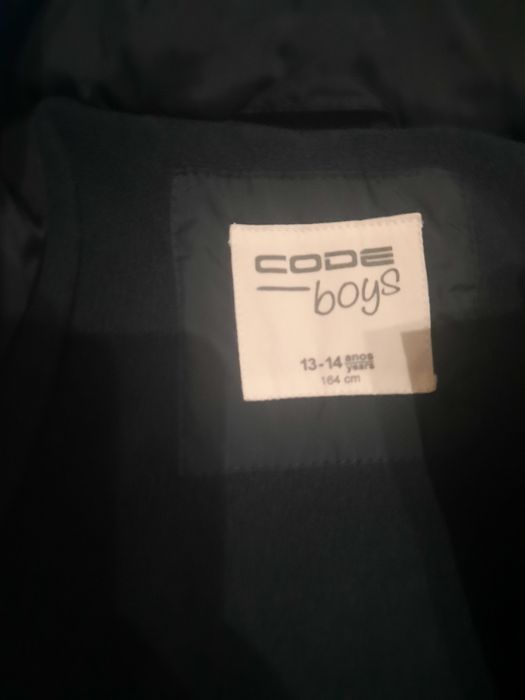 CODE
boys
13-14 anos
years
164 cm